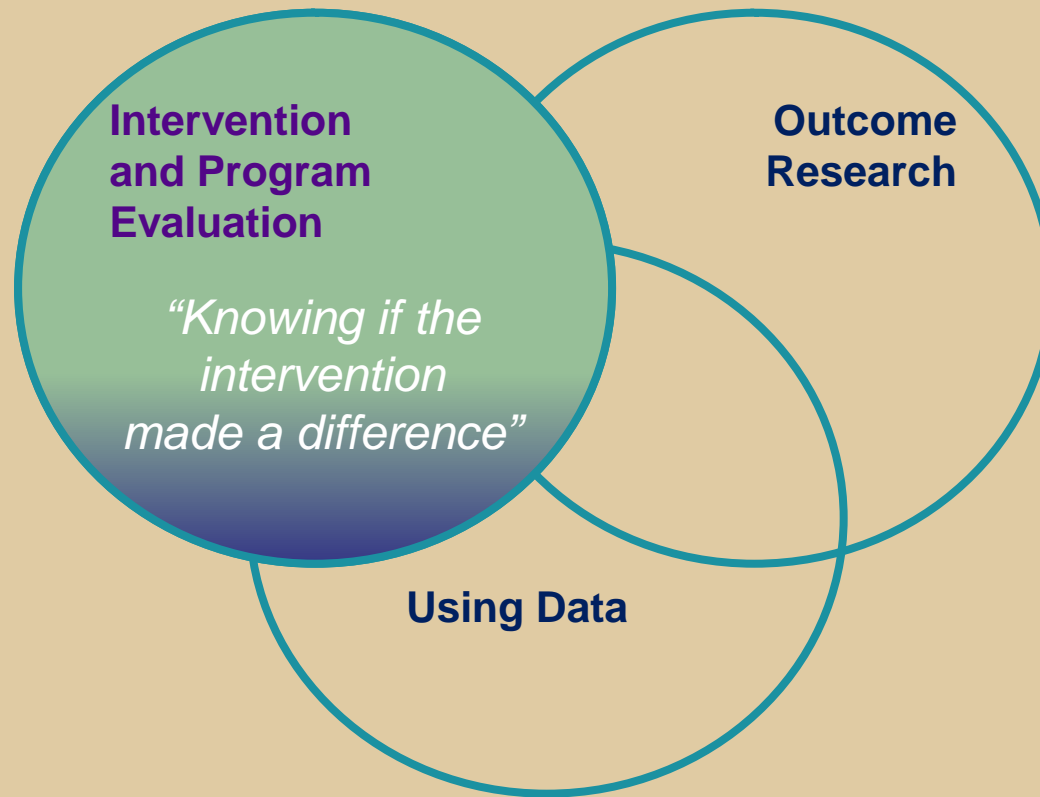 Intervention
and Program
Evaluation
“Knowing if the
intervention
made a difference”
Outcome
Research
Using Data